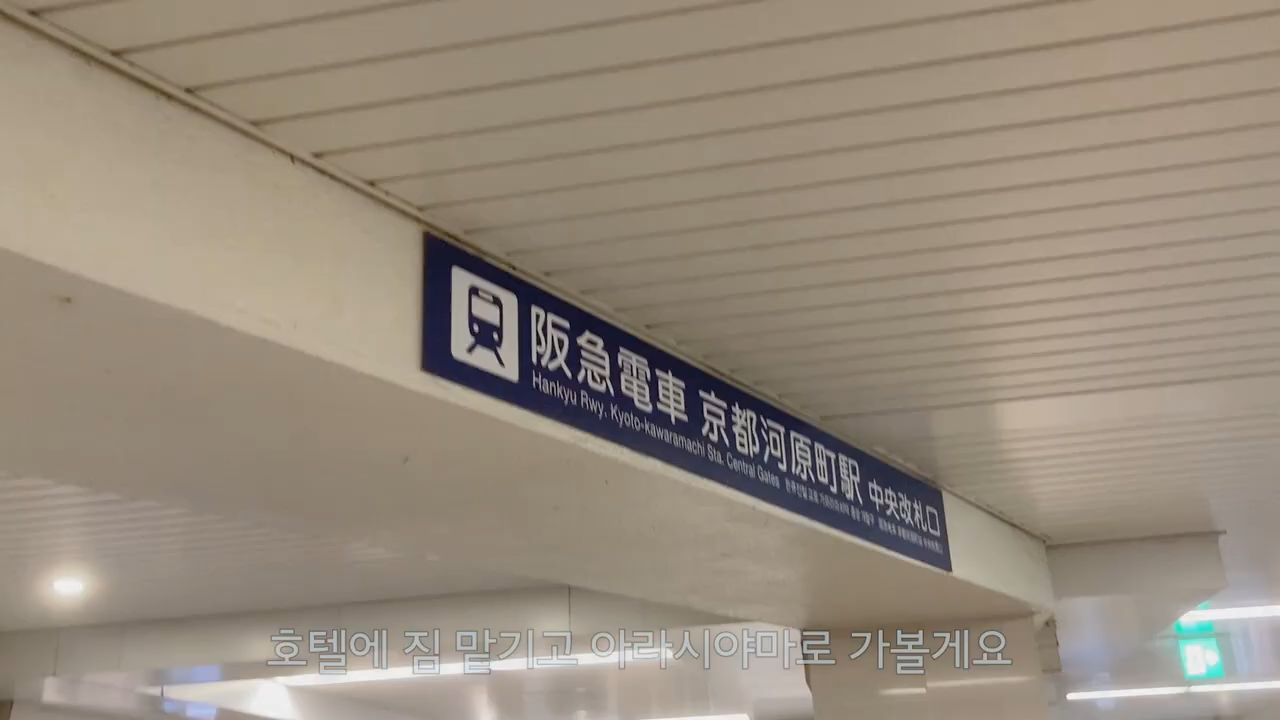 阪急電車 京都河原町駅 中央改札口
Hankyu Rwy. Kyoto-kawaramachi Sta. Central Gates
호텔에 짐 맡기고 아라시야마로 가볼게요